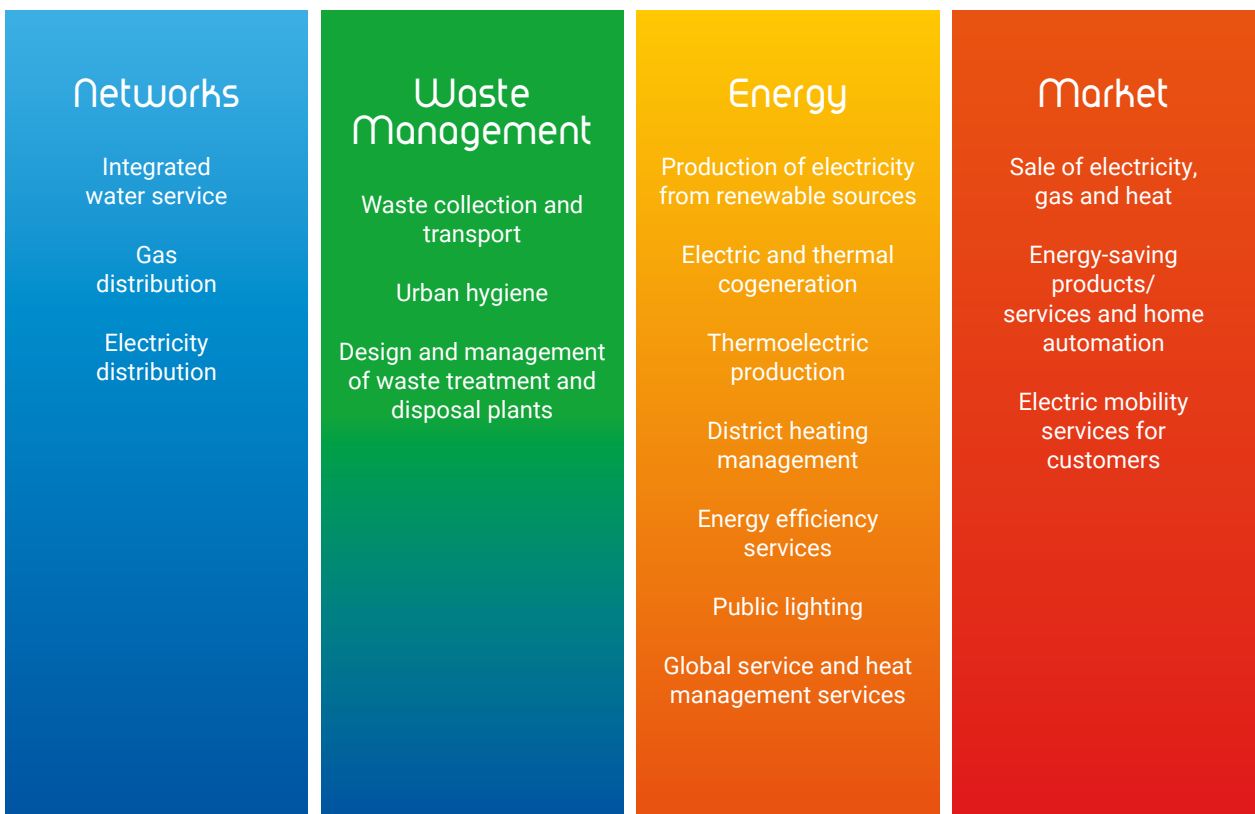 Networks
Integrated
water service
Gas
distribution
Electricity
distribution
Waste
Management
Waste collection and
transport
Urban hygiene
Design and management
of waste treatment and
disposal plants
Energy
Production of electricity
from renewable sources
Electric and thermal
cogeneration
Thermoelectric
production
District heating
management
Energy efficiency
services
Public lighting
Global service and heat
management services
Market
Sale of electricity,
gas and heat
Energy-saving
products/
services and home
automation
Electric mobility
services for
customers